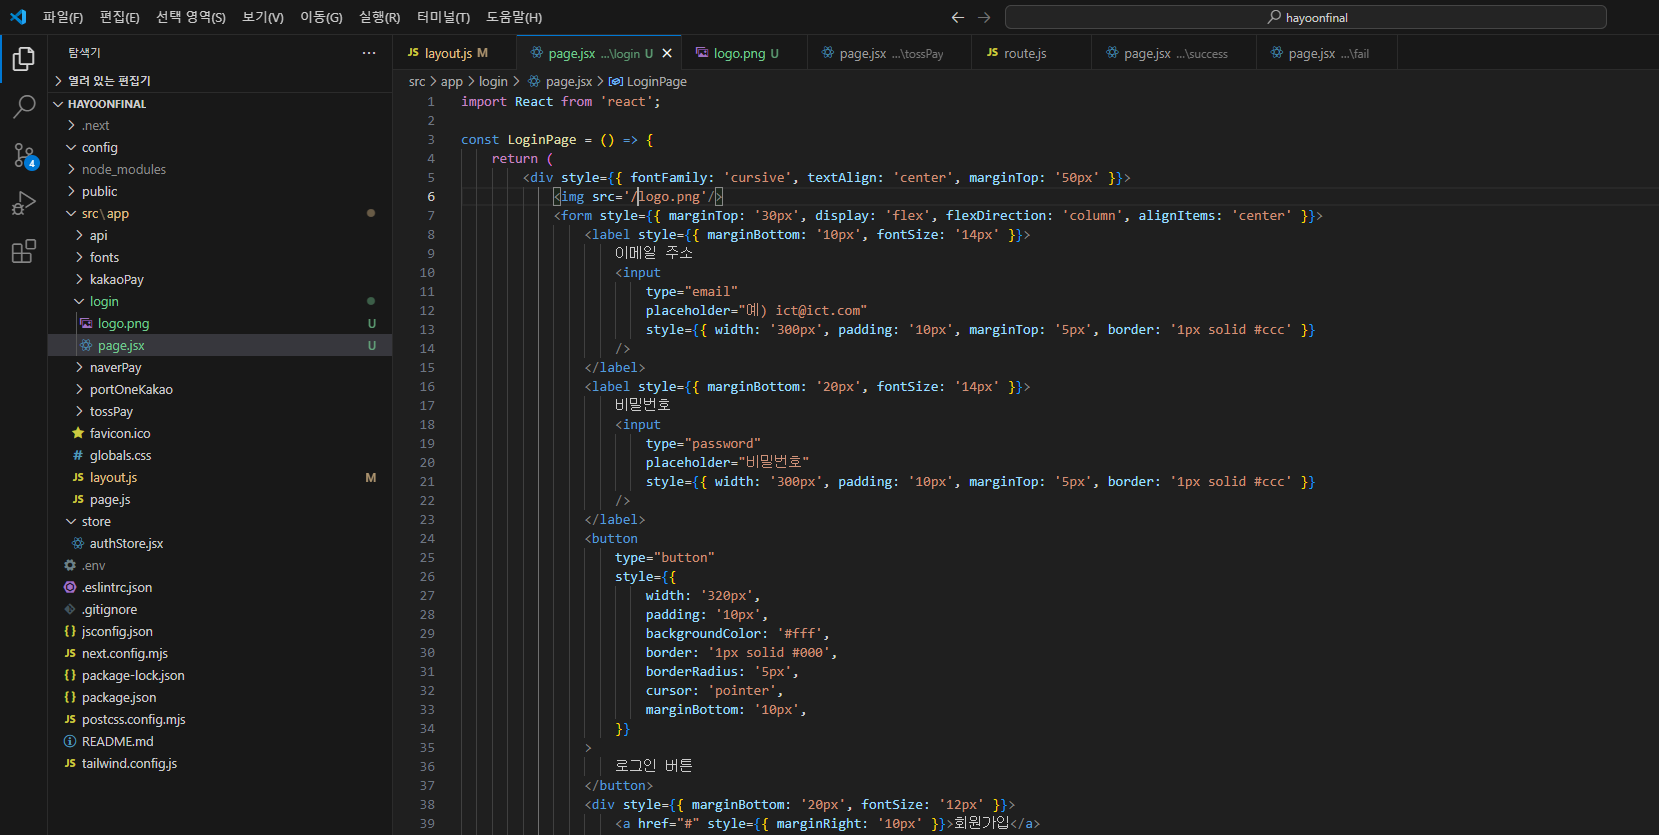 파일(F) 편집(E) 선택 영역(S) 보기(V) 이동(G) 실행(R) 터미널(T) 도움말(H) hayoonfinal
탐색기 ···
열려 있는 편집기
HAYOONFINAL
.next
config
node_modules
public
src\app
api
fonts
kakaoPay
login
logo.png U
page.jsx U
naverPay
portOneKakao
tossPay
favicon.ico
globals.css
layout.js M
page.js
store
authStore.jsx
.env
.eslintrc.json
.gitignore
jsconfig.json
next.config.mjs
package-lock.json
package.json
postcss.config.mjs
README.md
tailwind.config.js
4
JS layout.js M page.jsx ...\login U logo.png U page.jsx ...\tossPay JS route.js page.jsx ...\success page.jsx ...\fail
src > app > login > page.jsx > LoginPage
1 import React from 'react';
2
3 const LoginPage = () => {
4 return (
5 <div style={{ fontFamily: 'cursive', textAlign: 'center', marginTop: '50px' }}>
6 <img src='/logo.png'/>
7 <form style={{ marginTop: '30px', display: 'flex', flexDirection: 'column', alignItems: 'center' }}>
8 <label style={{ marginBottom: '10px', fontSize: '14px' }}>
9 이메일 주소
10 <input
11 type="email"
12 placeholder="예) ict@ict.com"
13 style={{ width: '300px', padding: '10px', marginTop: '5px', border: '1px solid #ccc' }}
14 />
15 </label>
16 <label style={{ marginBottom: '20px', fontSize: '14px' }}>
17 비밀번호
18 <input
19 type="password"
20 placeholder="비밀번호"
21 style={{ width: '300px', padding: '10px', marginTop: '5px', border: '1px solid #ccc' }}
22 />
23 </label>
24 <button
25 type="button"
26 style={{
27 width: '320px',
28 padding: '10px',
29 backgroundColor: '#fff',
30 border: '1px solid #000',
31 borderRadius: '5px',
32 cursor: 'pointer',
33 marginBottom: '10px',
34 }}
35 >
36 로그인 버튼
37 </button>
38 <div style={{ marginBottom: '20px', fontSize: '12px' }}>
39 <a href="#" style={{ marginRight: '10px' }}>회원가입</a>